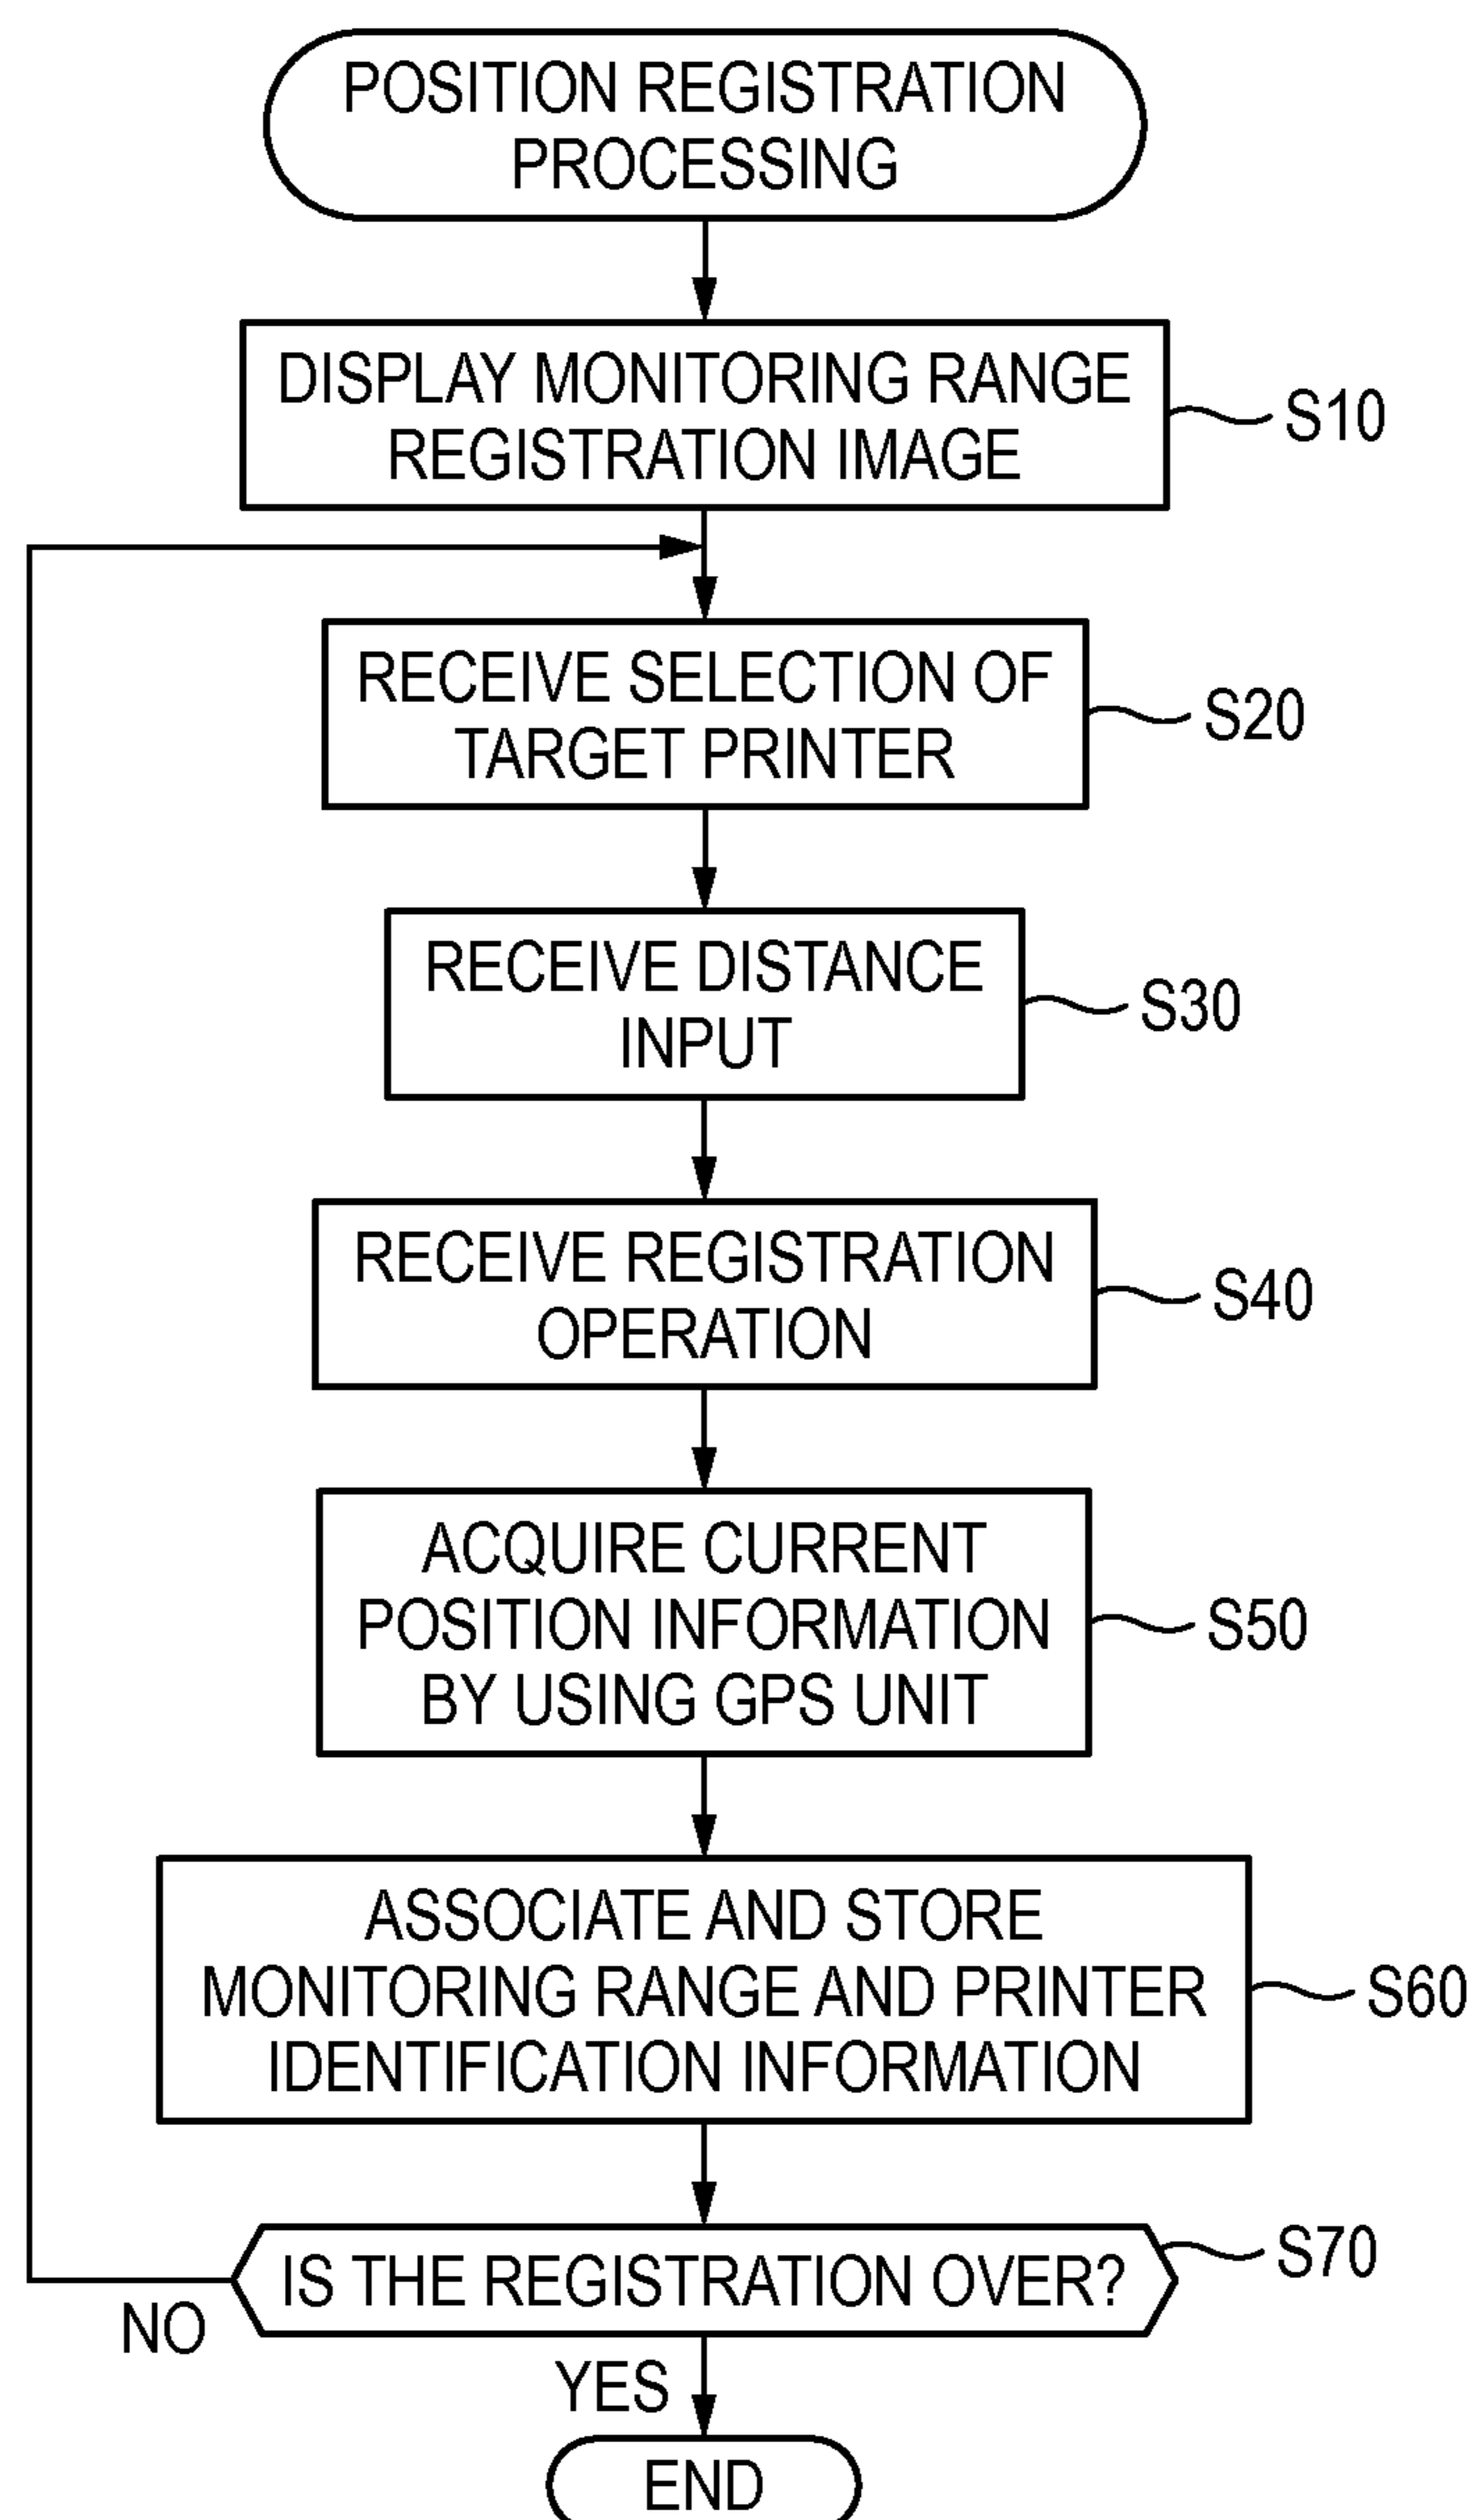 POSITION REGISTRATION
PROCESSING
DISPLAY MONITORING RANGE
REGISTRATION IMAGE
S10
RECEIVE SELECTION OF
TARGET PRINTER
S20
RECEIVE DISTANCE
INPUT
S30
RECEIVE REGISTRATION
OPERATION
S40
ACQUIRE CURRENT
POSITION INFORMATION
BY USING GPS UNIT
S50
ASSOCIATE AND STORE
MONITORING RANGE AND PRINTER
IDENTIFICATION INFORMATION
S60
IS THE REGISTRATION OVER?
S70
NO
YES
END